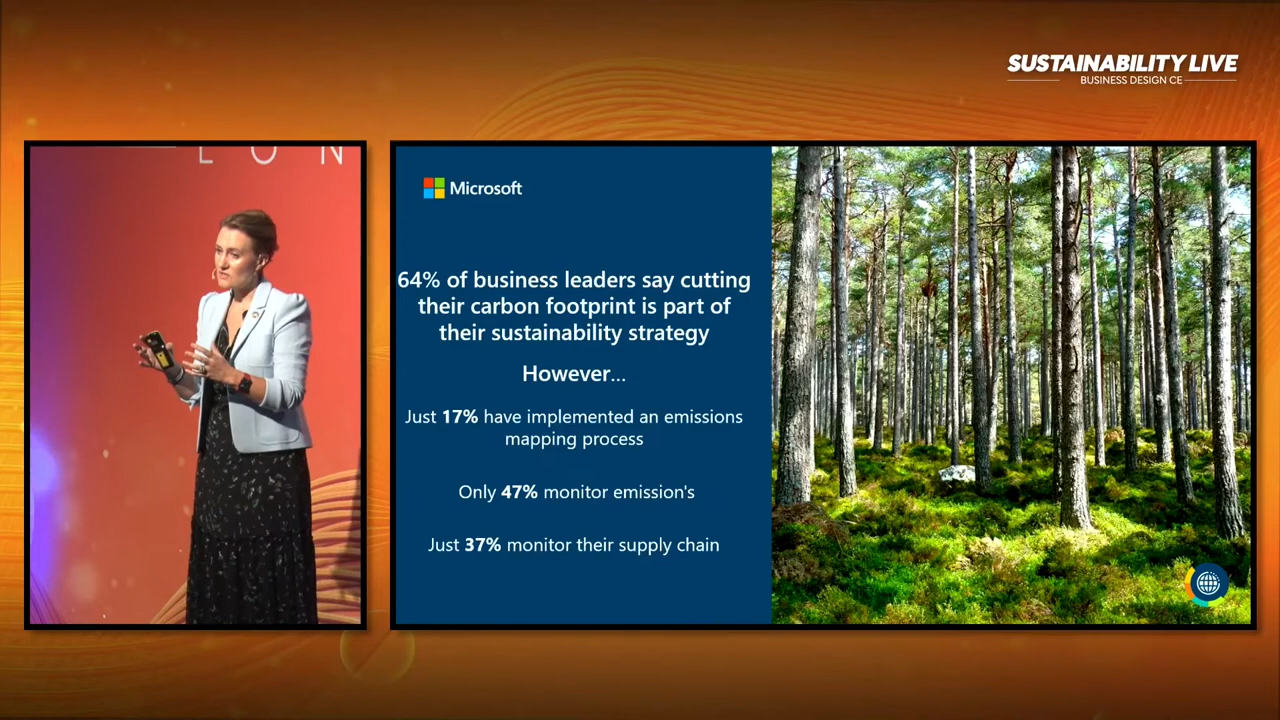 SUSTAINABILITY LIVE
BUSINESS DESIGN CE
L O N
Microsoft
64% of business leaders say cutting
their carbon footprint is part of
their sustainability strategy
However...
Just 17% have implemented an emissions
mapping process
Only 47% monitor emission's
Just 37% monitor their supply chain